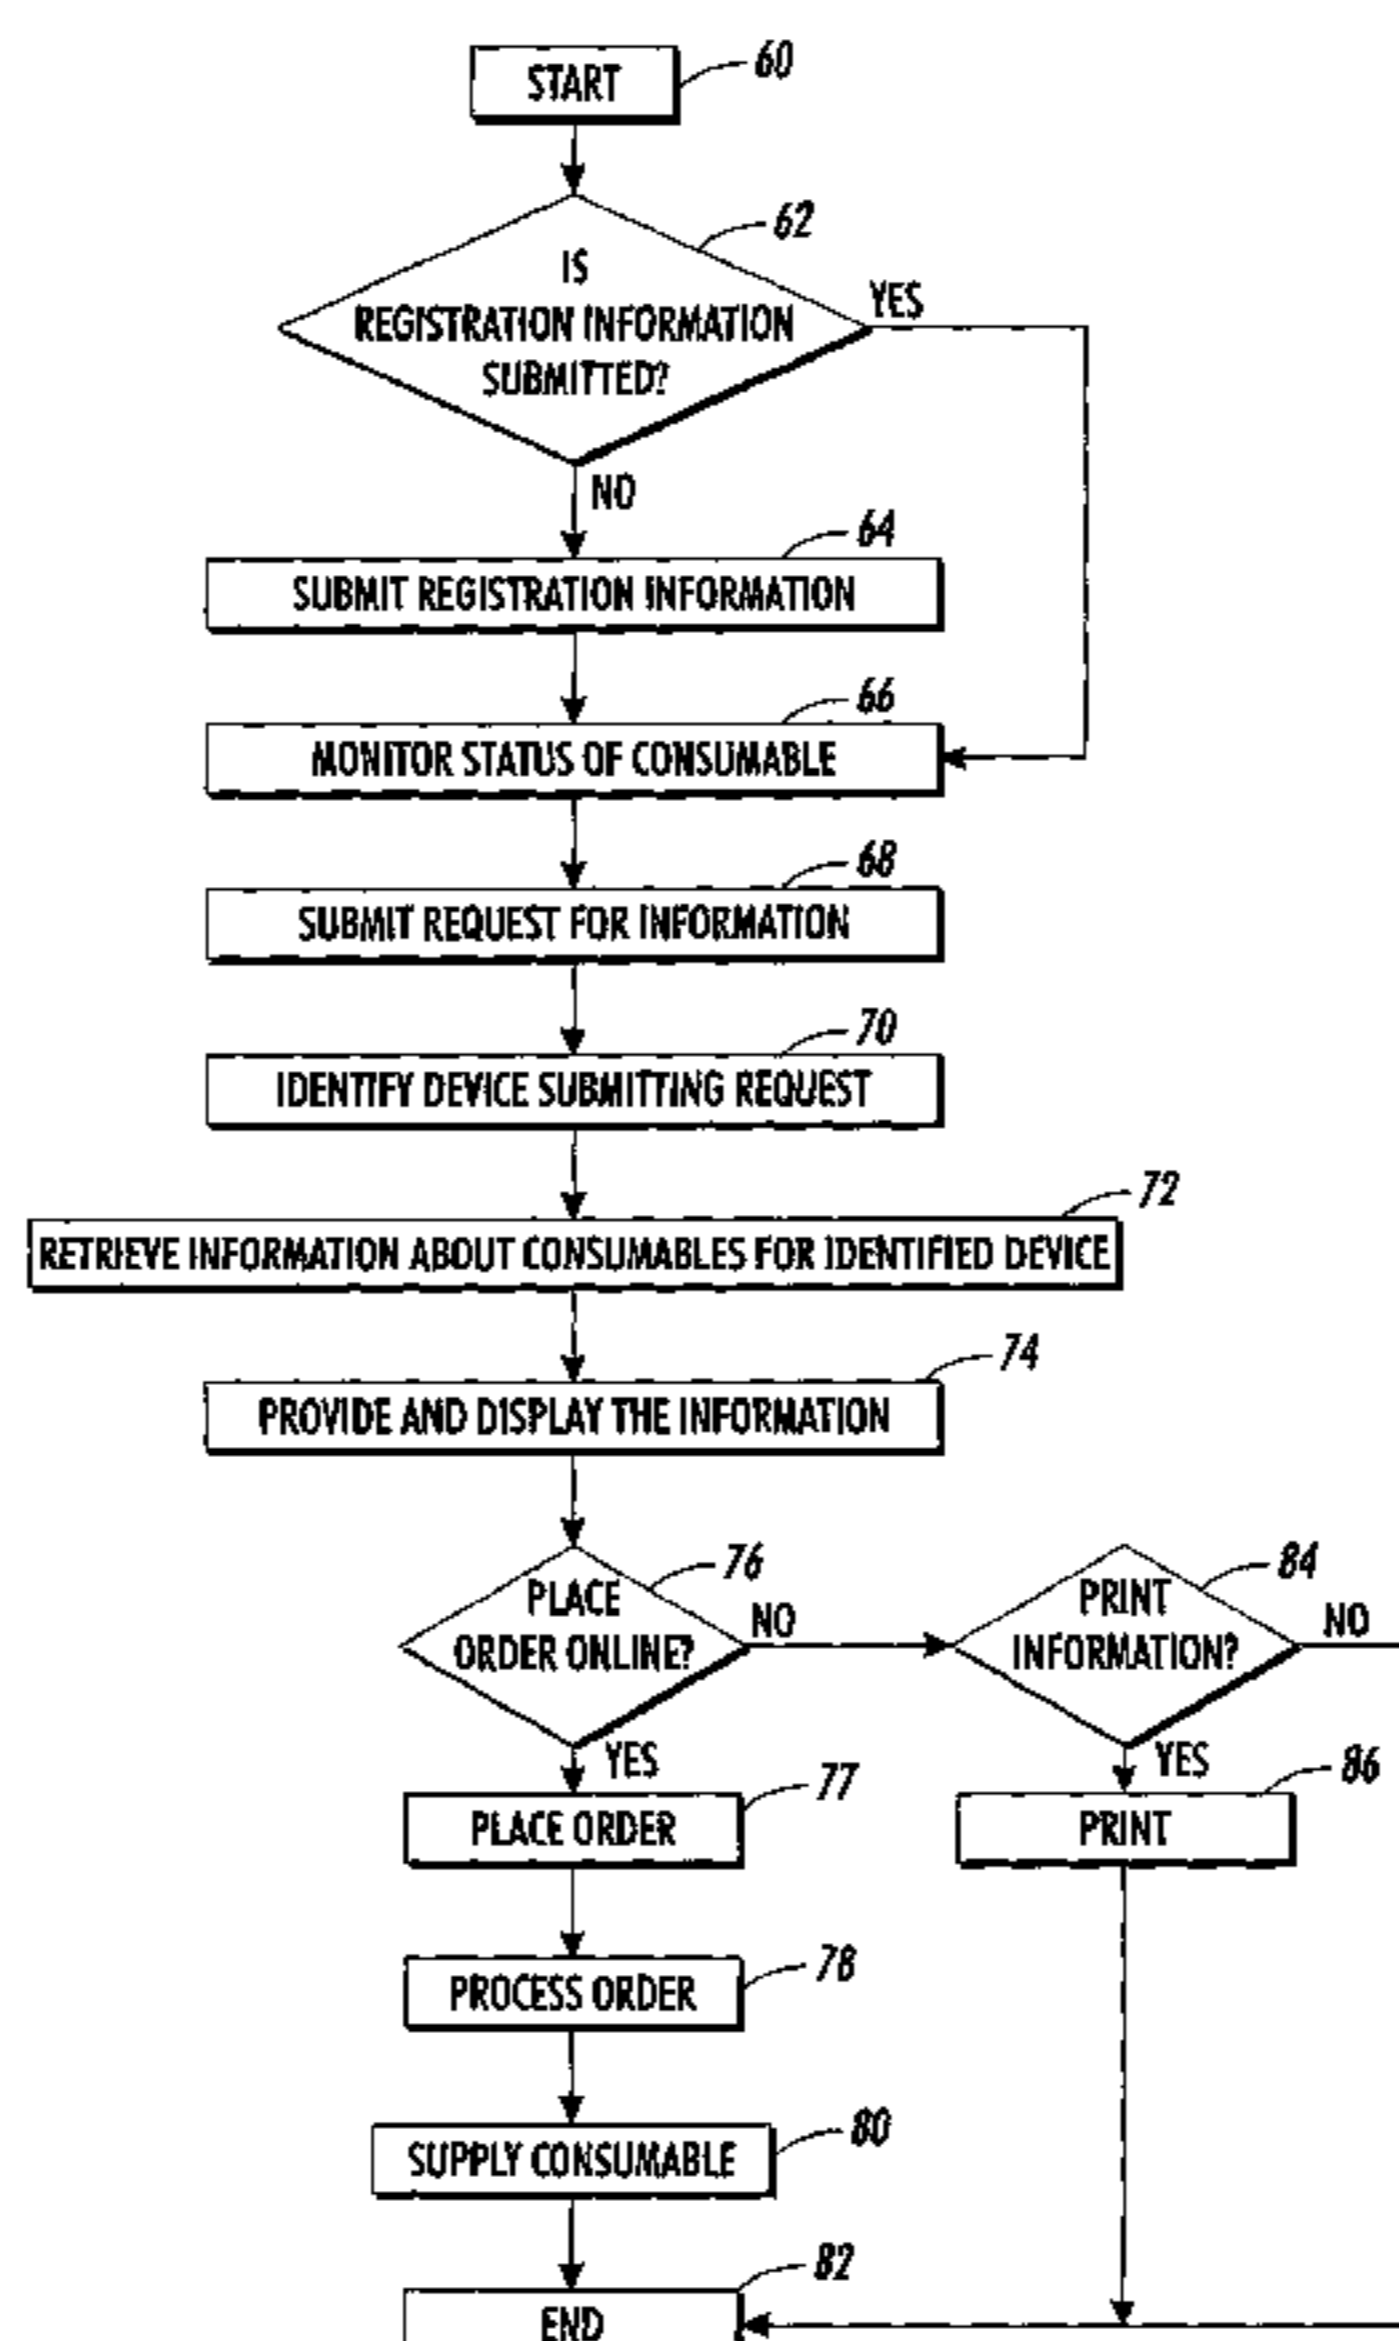 START
60
62
IS
REGISTRATION INFORMATION
SUBMITTED?
YES
NO
64
SUBMIT REGISTRATION INFORMATION
66
MONITOR STATUS OF CONSUMABLE
68
SUBMIT REQUEST FOR INFORMATION
70
IDENTIFY DEVICE SUBMITTING REQUEST
72
RETRIEVE INFORMATION ABOUT CONSUMABLES FOR IDENTIFIED DEVICE
74
PROVIDE AND DISPLAY THE INFORMATION
76
PLACE
ORDER ONLINE?
NO
84
PRINT
INFORMATION?
NO
YES
77
PLACE ORDER
YES
86
PRINT
78
PROCESS ORDER
80
SUPPLY CONSUMABLE
82
END